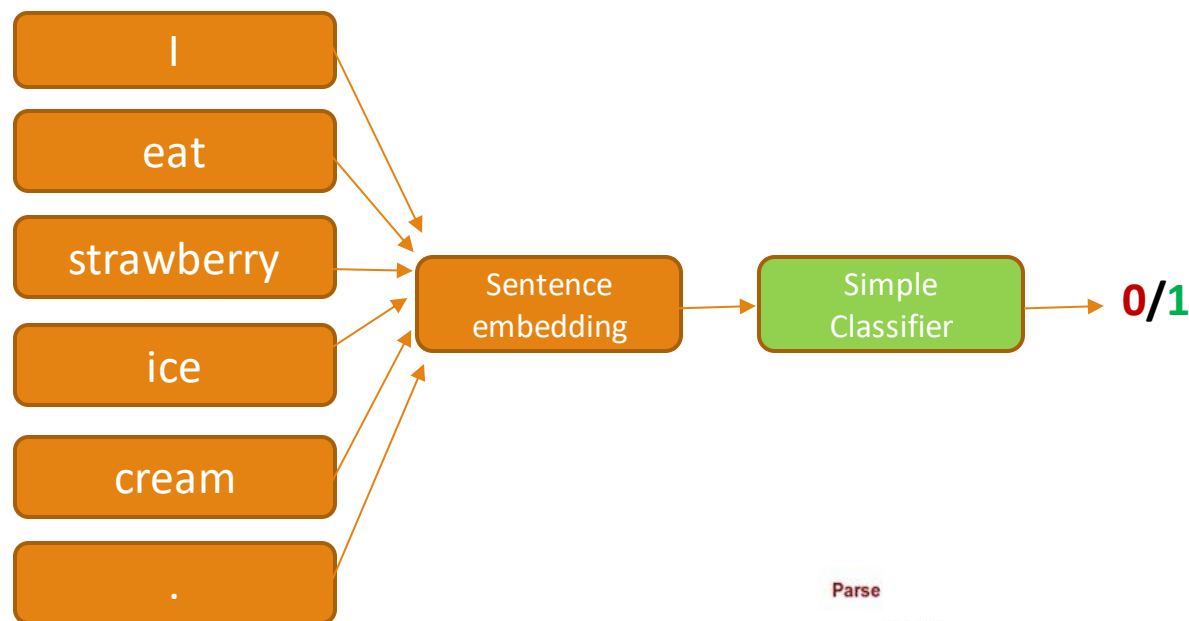 I
eat
strawberry
ice
cream
.
Sentence
embedding
Simple
Classifier
0/1
Parse